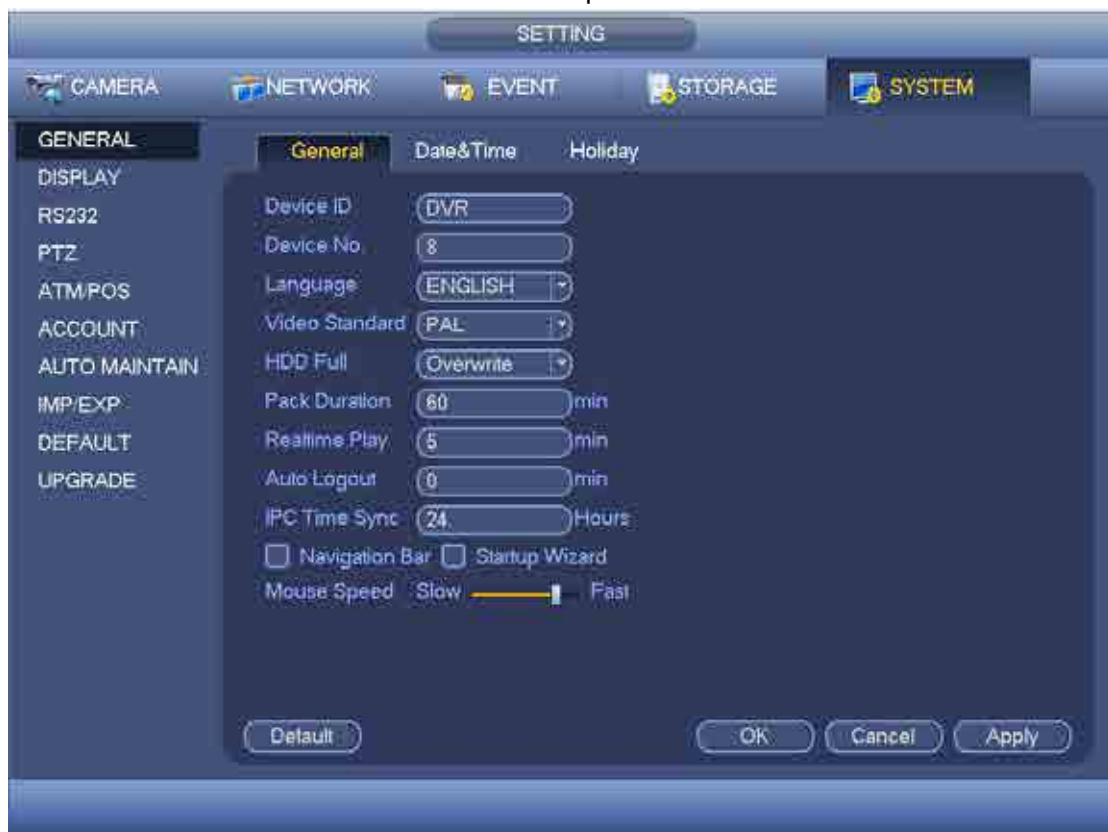 SETTING
CAMERA NETWORK EVENT STORAGE SYSTEM
GENERAL
DISPLAY
RS232
PTZ
ATM/POS
ACCOUNT
AUTO MAINTAIN
IMP/EXP
DEFAULT
UPGRADE
General Date&Time Holiday
Device ID DVR
Device No. 8
Language ENGLISH
Video Standard PAL
HDD Full Overwrite
Pack Duration 60 min
Realtime Play 5 min
Auto Logout 0 min
IPC Time Sync 24 Hours
Navigation Bar Startup Wizard
Mouse Speed Slow Fast
Default OK Cancel Apply